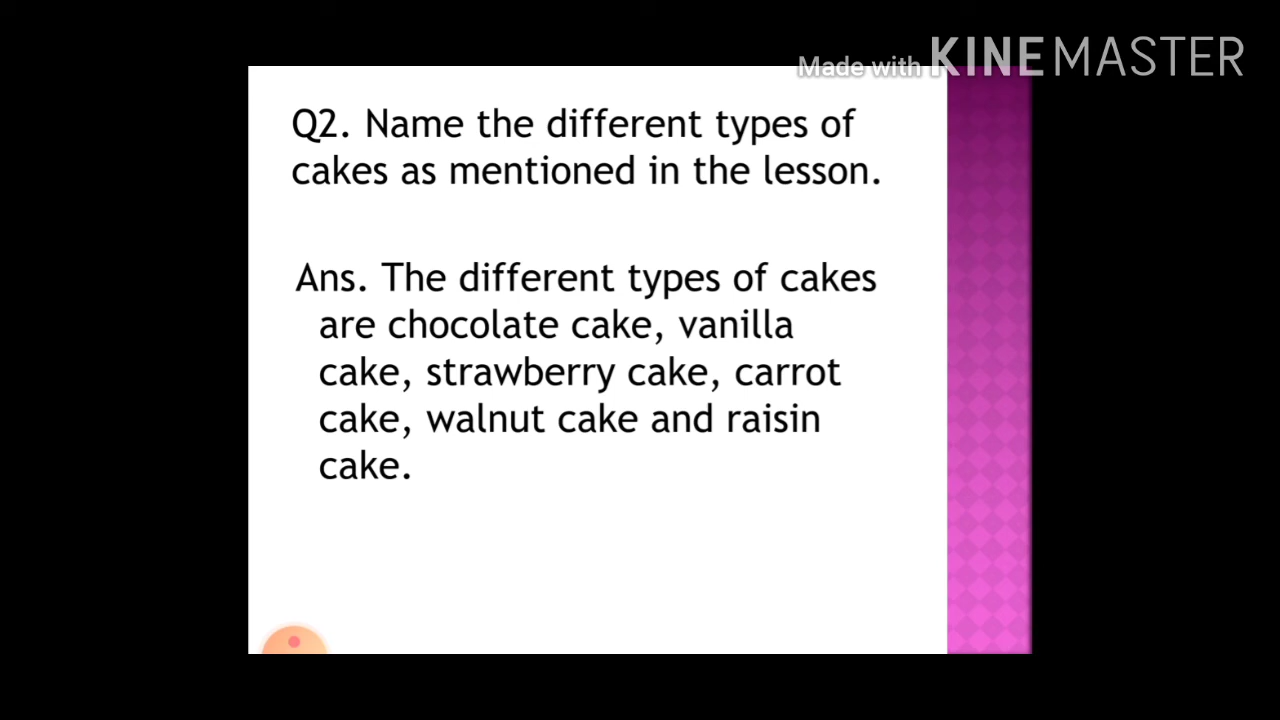 Made with KINEMASTER
Q2. Name the different types of
cakes as mentioned in the lesson.
Ans. The different types of cakes
are chocolate cake, vanilla
cake, strawberry cake, carrot
cake, walnut cake and raisin
cake.